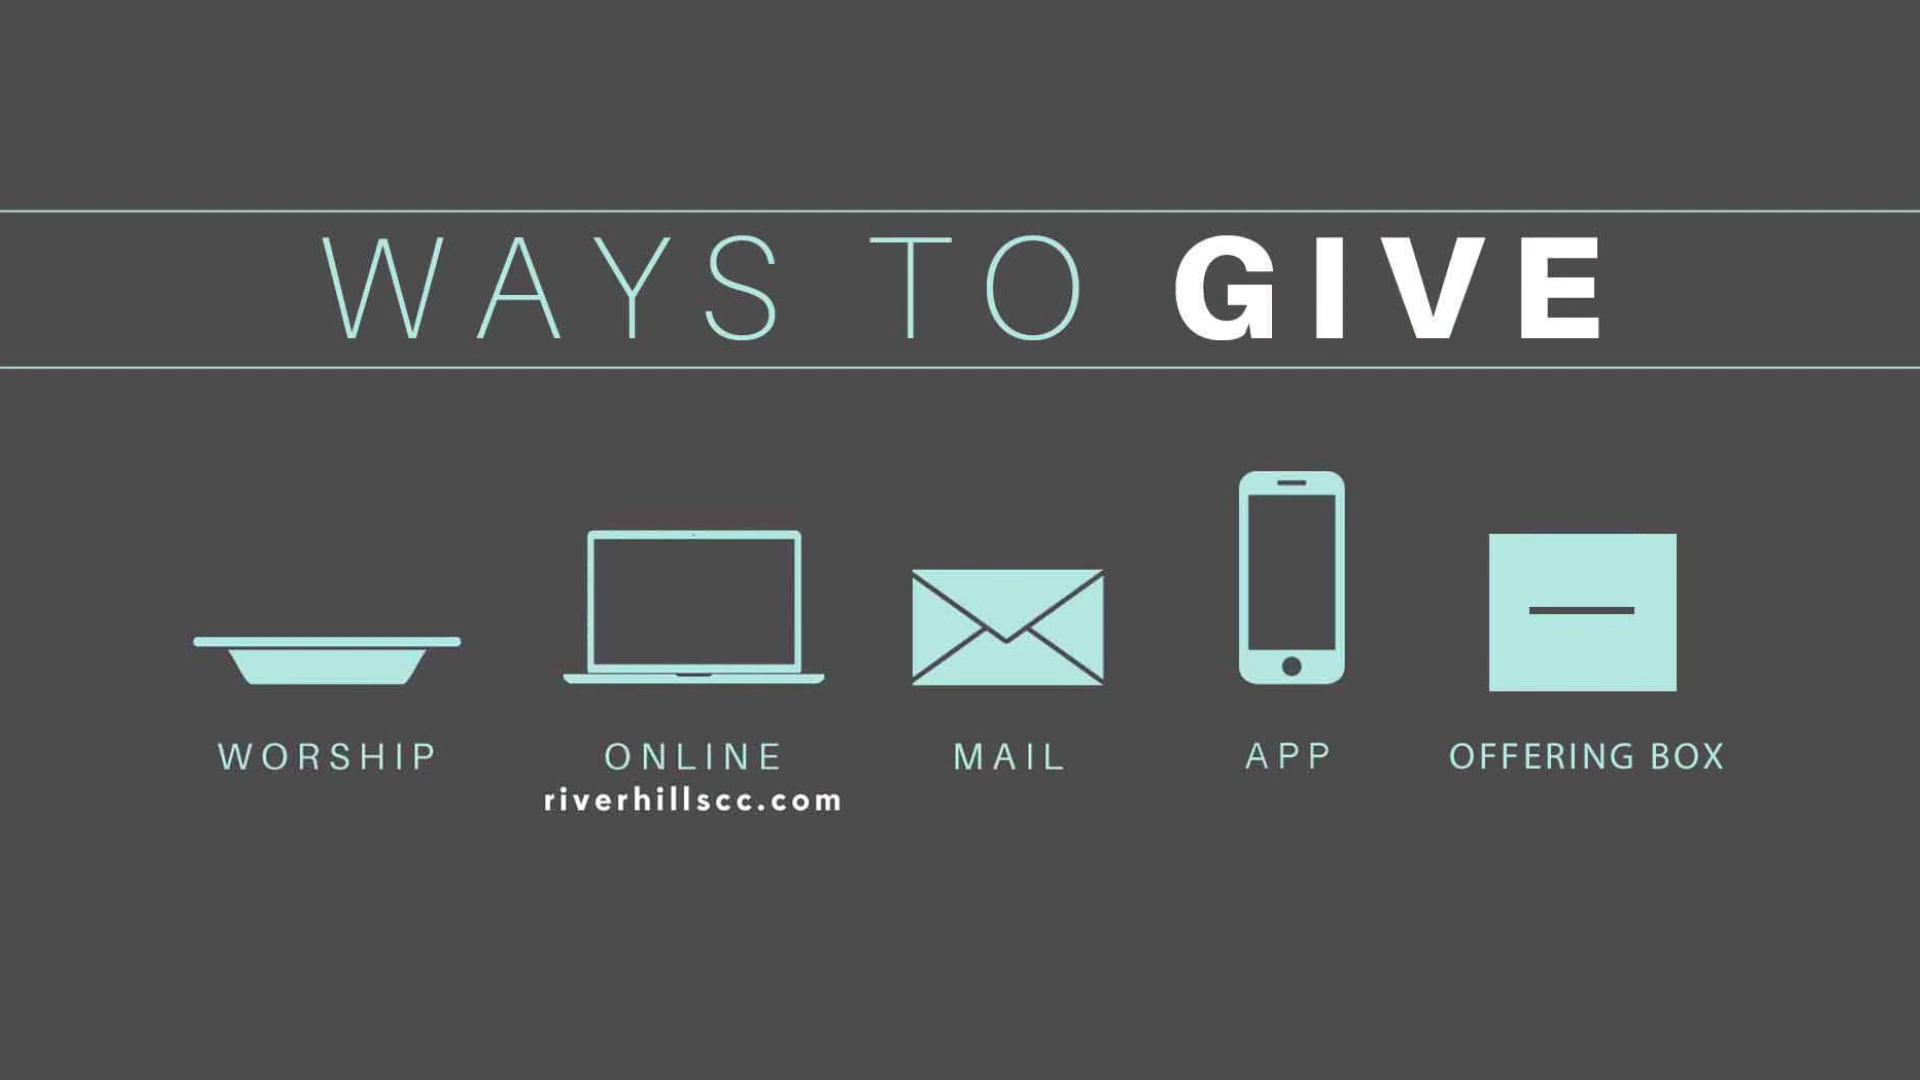 WAYS TO GIVE
WORSHIP
ONLINE
riverhillscc.com
MAIL
APP
OFFERING BOX